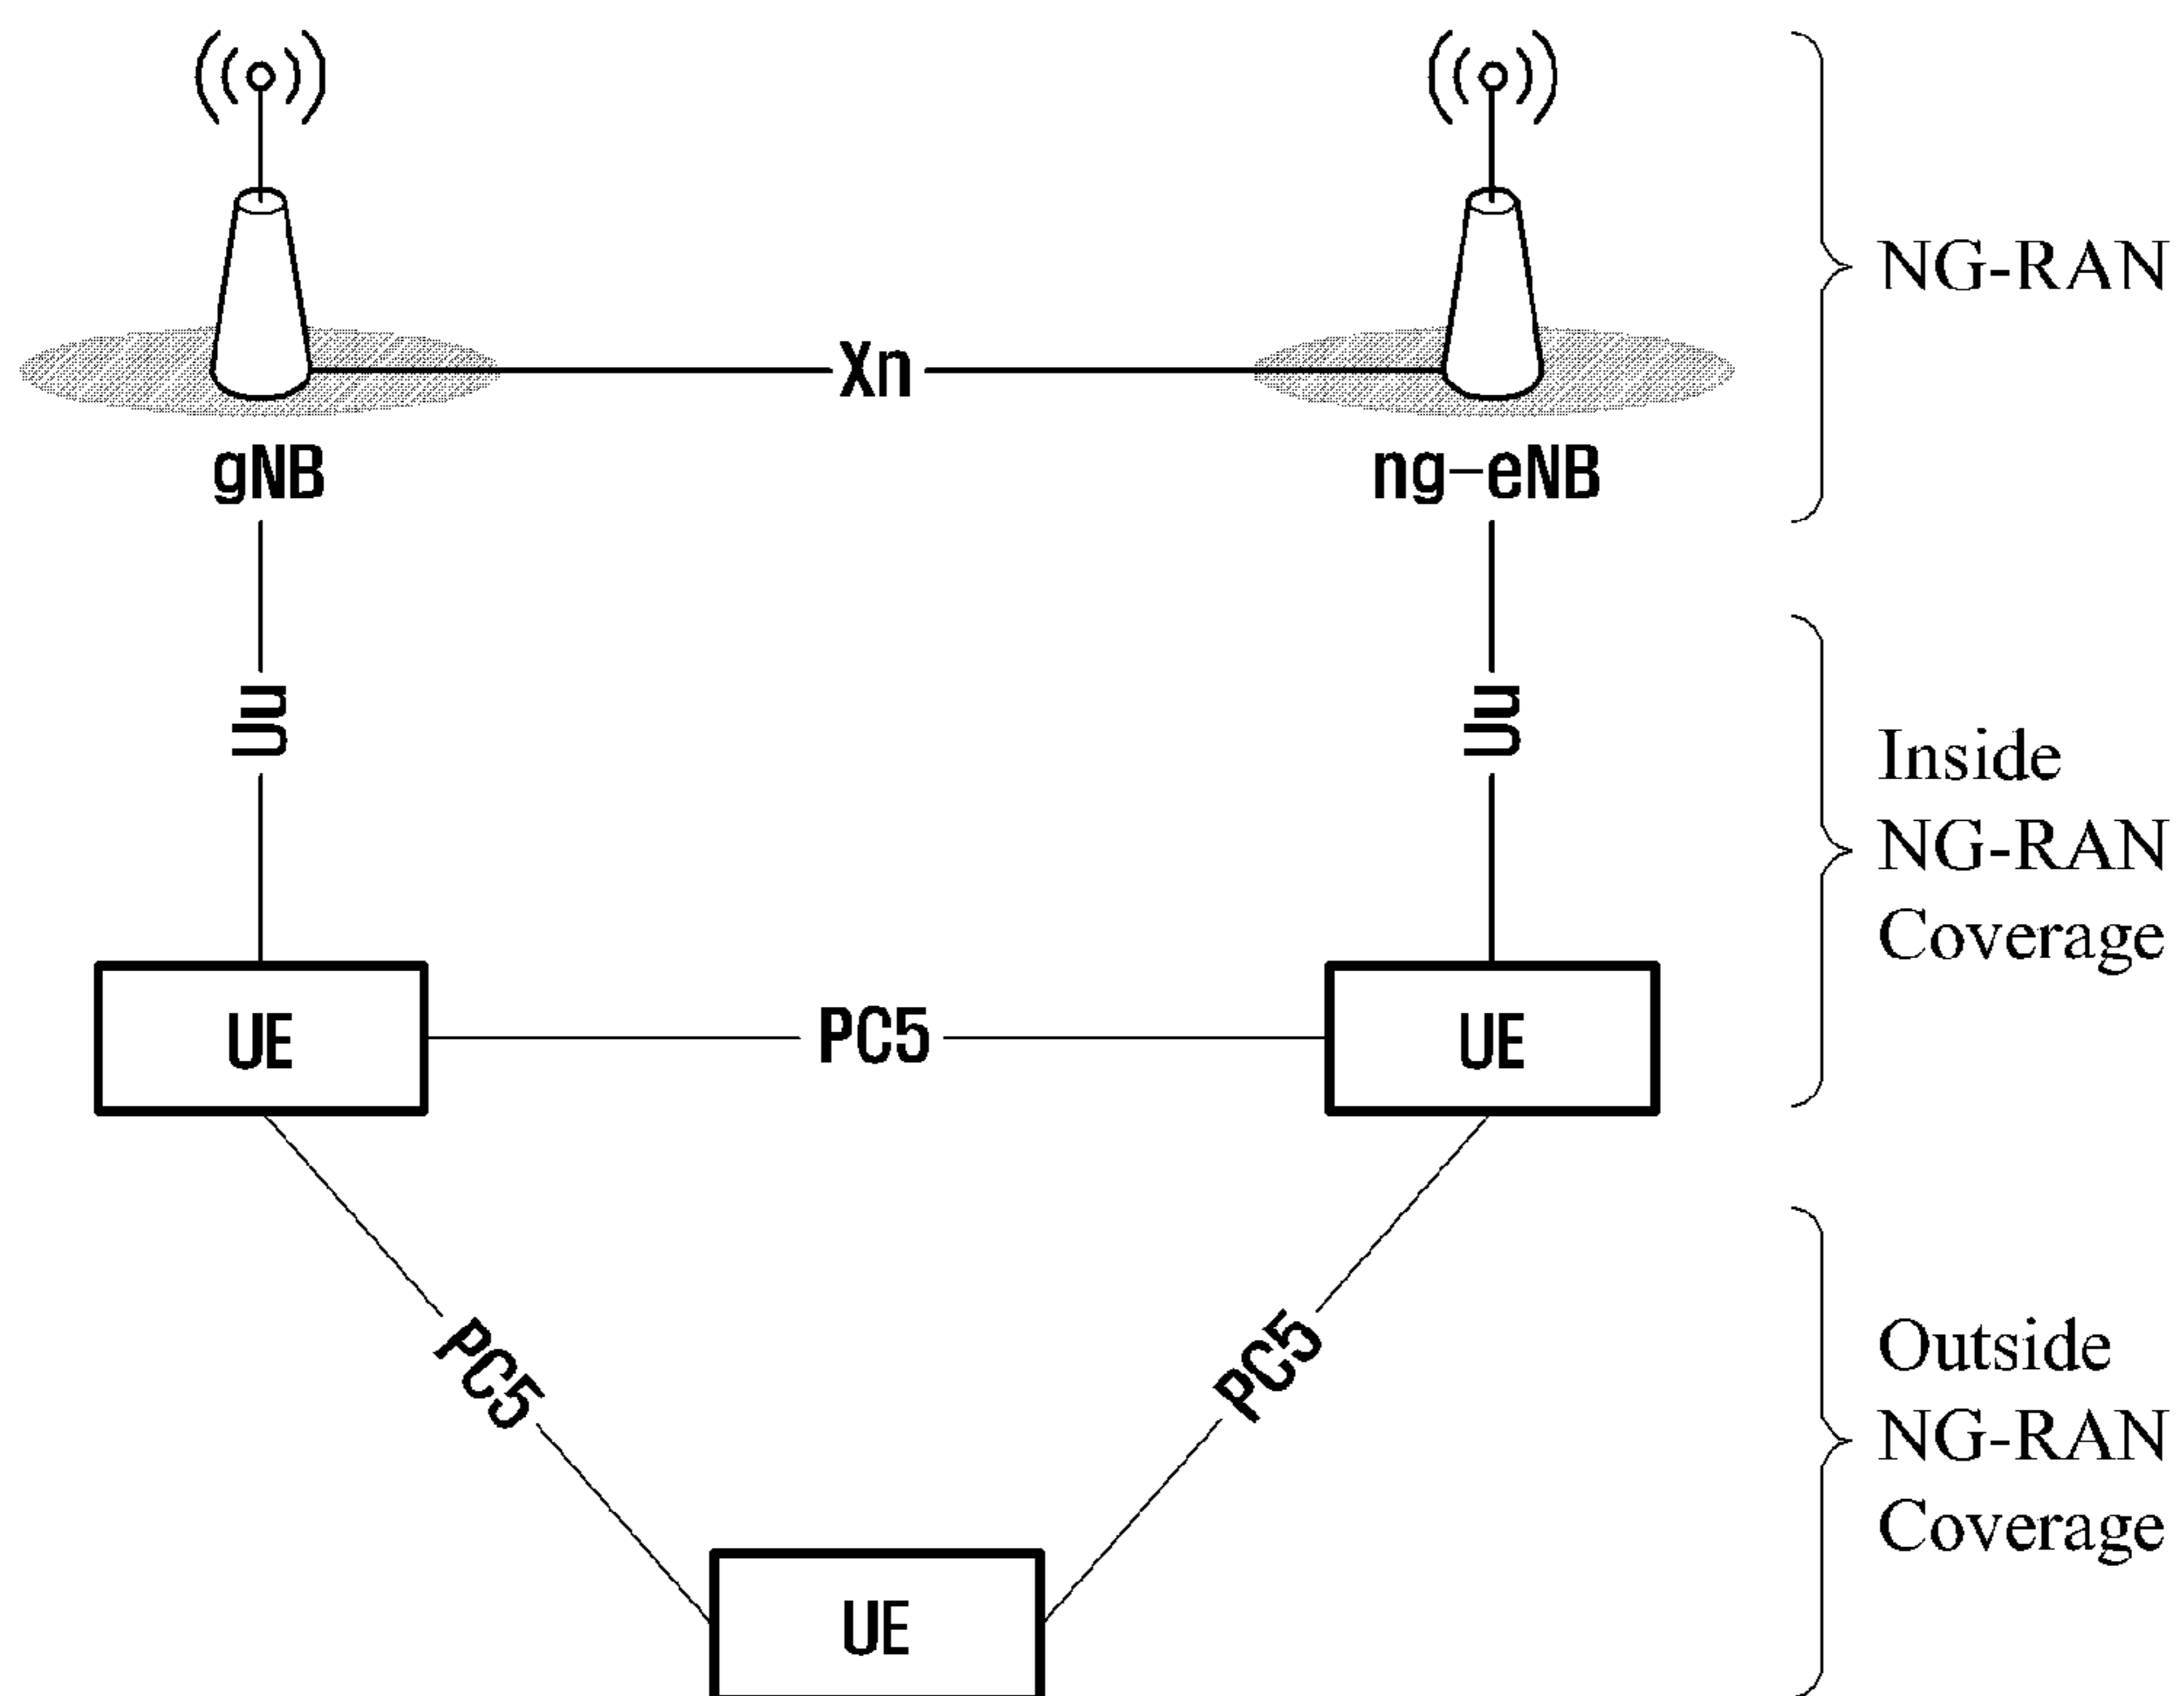 NG-RAN
Xn
gNB
ng-eNB
Uu
Uu
Inside
NG-RAN
Coverage
UE
PC5
UE
PC5
PC5
Outside
NG-RAN
Coverage
UE